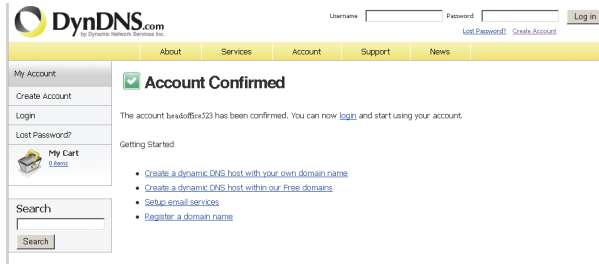 DynDNS.com
by Dynamic Network Services Inc.
Username
Password
Log in
Lost Password? Create Account
About Services Account Support News
My Account
Create Account
Login
Lost Password?
My Cart
0 items
Search
Search
Account Confirmed
The account headoffice523 has been confirmed. You can now login and start using your account.
Getting Started
Create a dynamic DNS host with your own domain name
Create a dynamic DNS host within our Free domains
Setup email services
Register a domain name